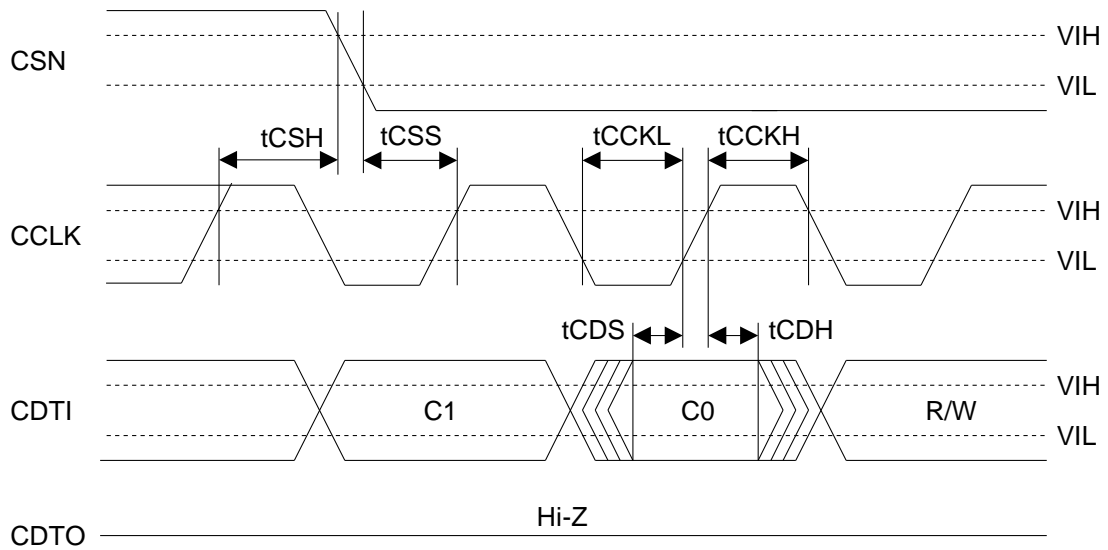 CSN
VIH
VIL
tCSH
tCSS
tCCKL
tCCKH
CCLK
VIH
VIL
tCDS
tCDH
CDTI
C1
C0
R/W
VIH
VIL
CDTO
Hi-Z